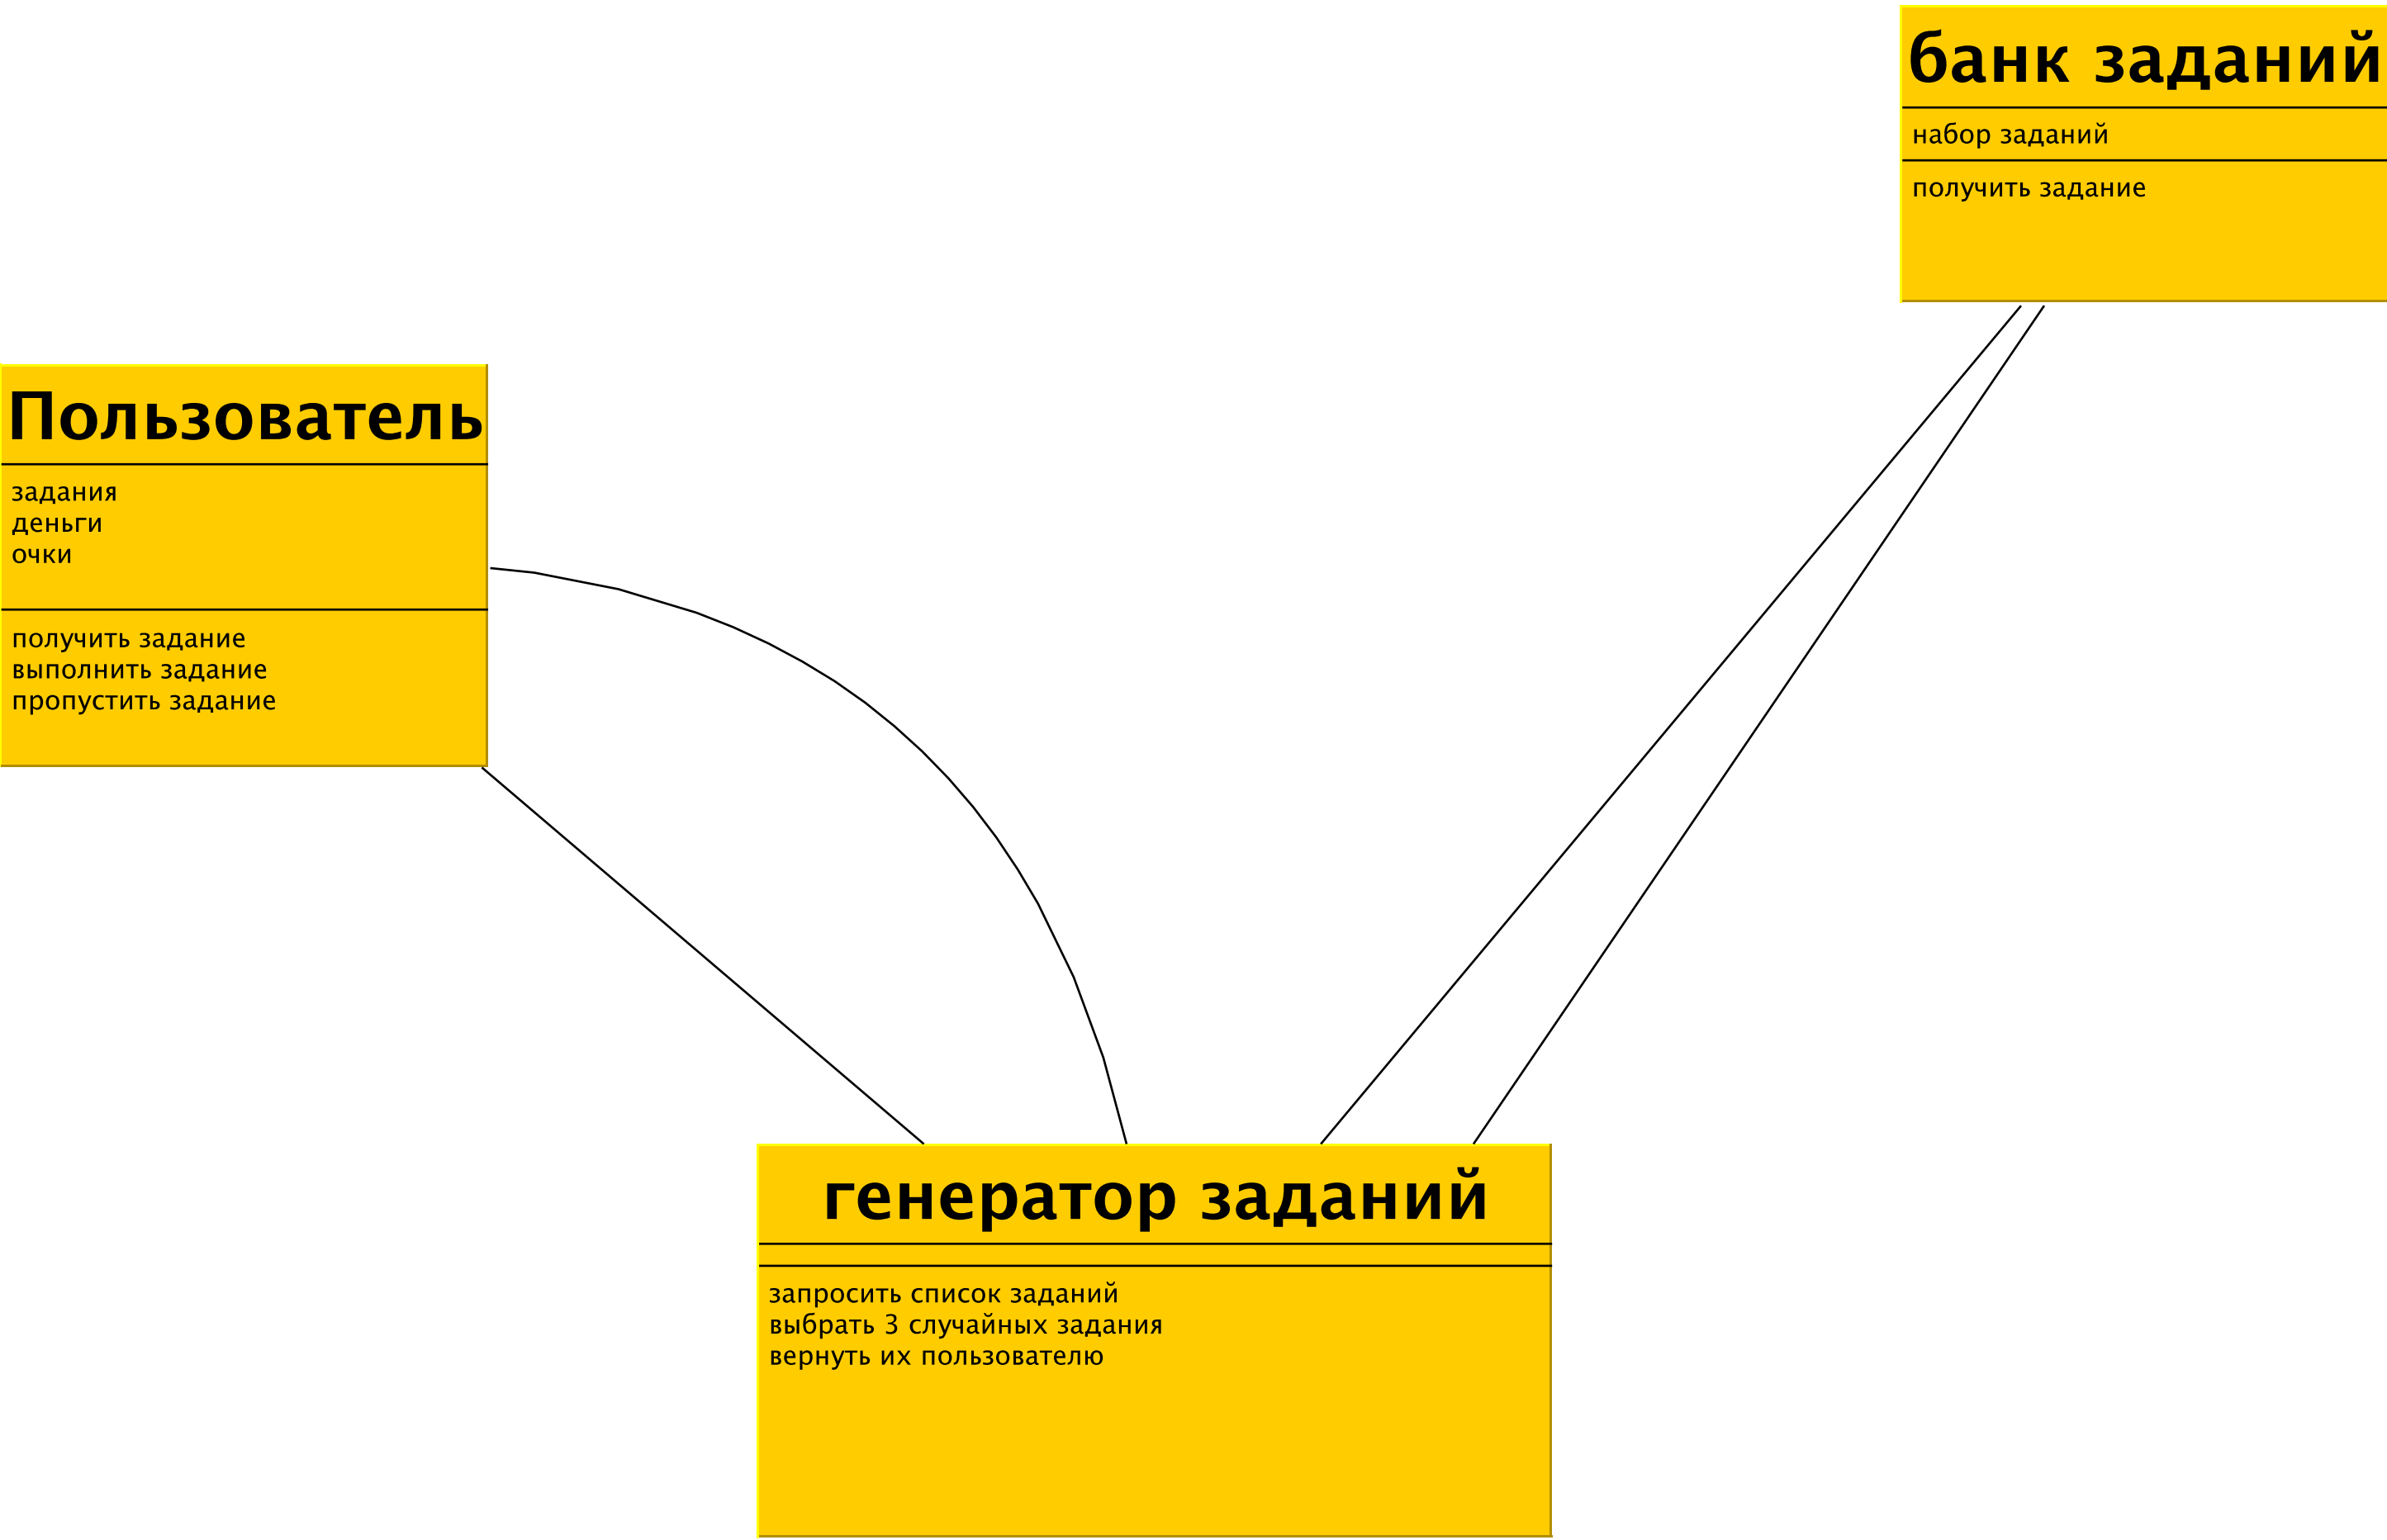 банк заданий
набор заданий
получить задание
Пользователь
задания
деньги
очки
получить задание
выполнить задание
пропустить задание
генератор заданий
запросить список заданий
выбрать 3 случайных задания
вернуть их пользователю